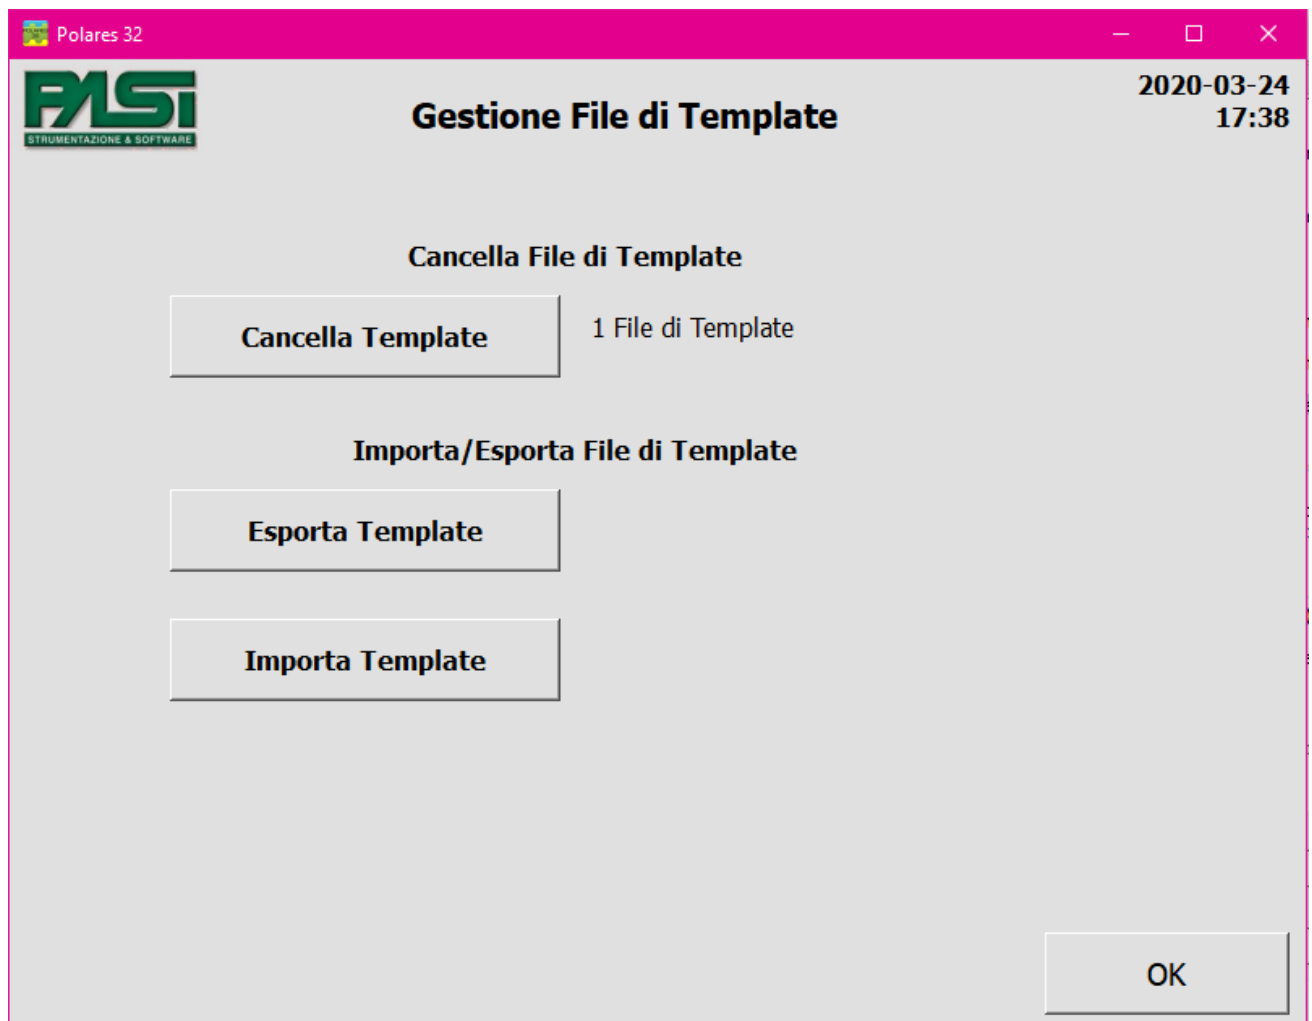 Polares 32
PASI
STRUMENTAZIONE & SOFTWARE
Gestione File di Template
2020-03-24
17:38
Cancella File di Template
Cancella Template
1 File di Template
Importa/Esporta File di Template
Esporta Template
Importa Template
OK